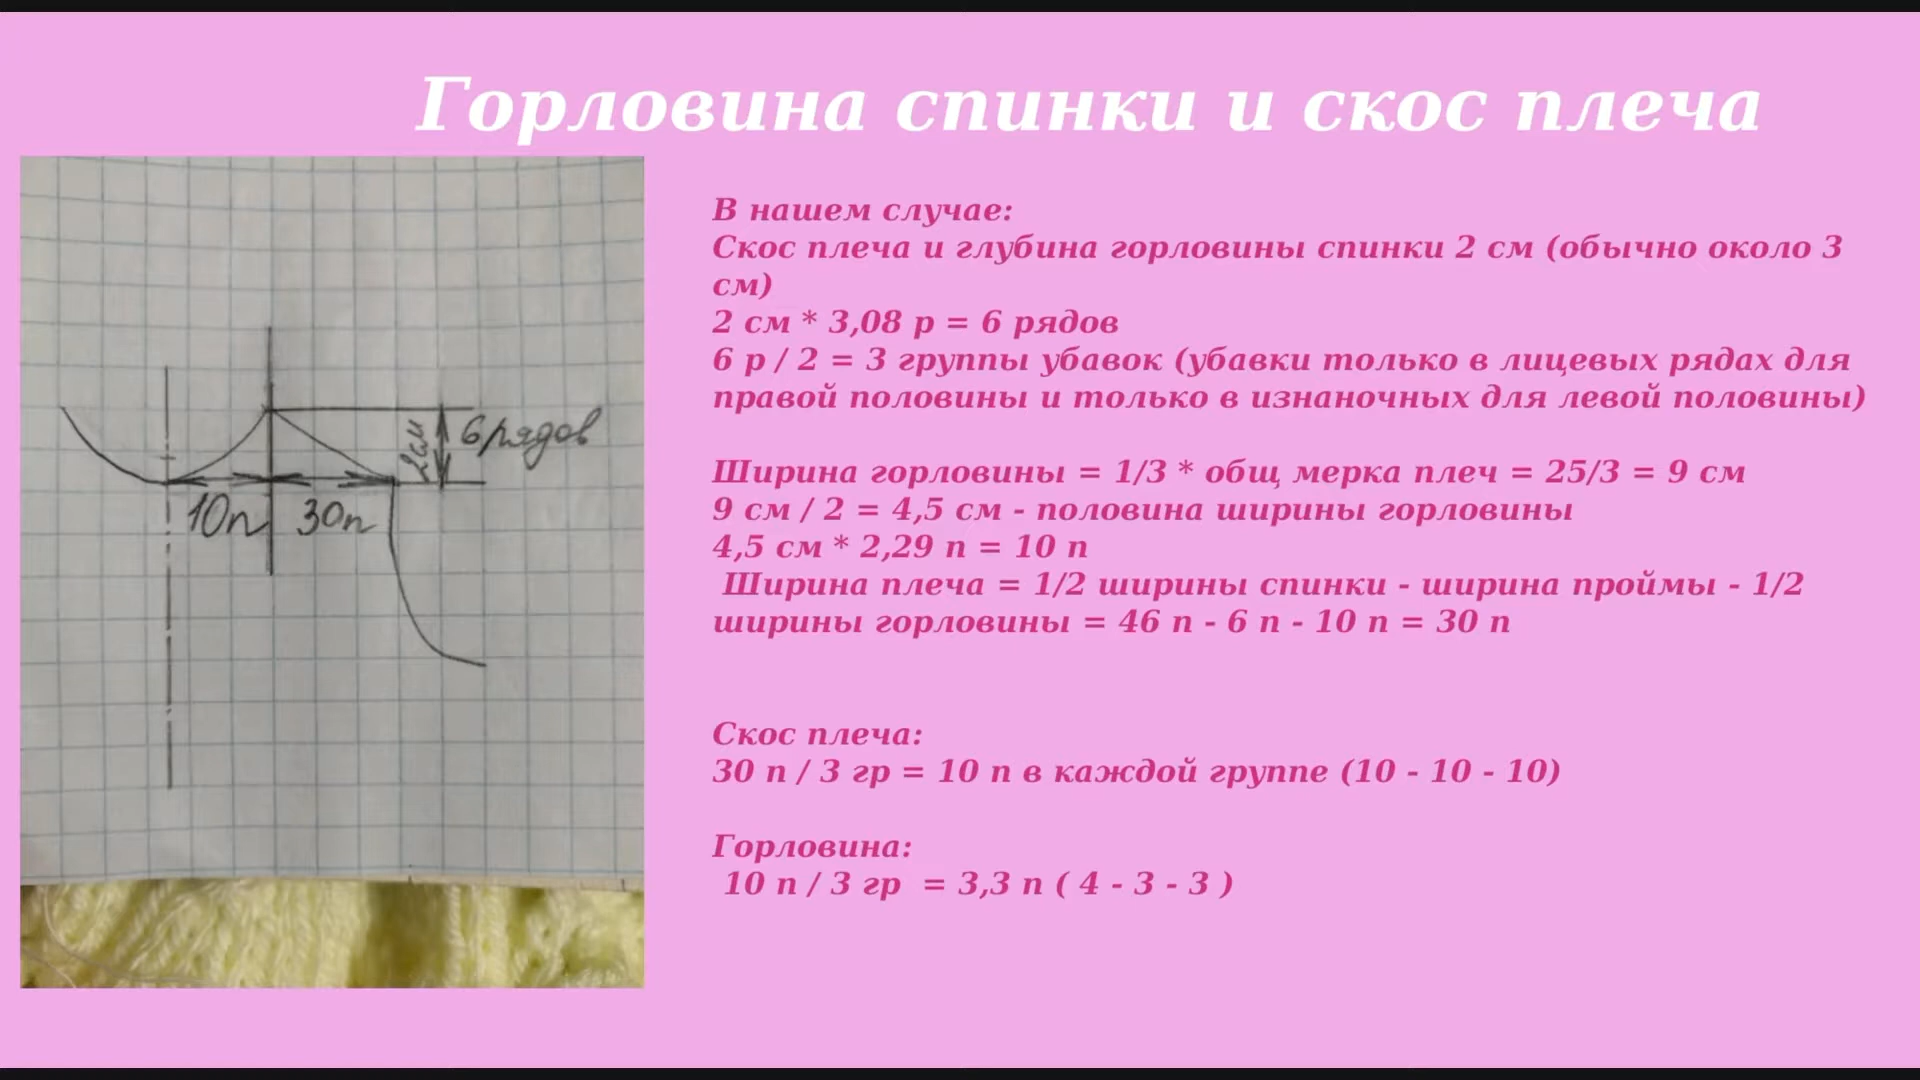 Горловина спинки и скос плеча
В нашем случае:
Скос плеча и глубина горловины спинки 2 см (обычно около 3
см)
2 см * 3,08 р = 6 рядов
6 р / 2 = 3 группы убавок (убавки только в лицевых рядах для
правой половины и только в изнаночных для левой половины)
Ширина горловины = 1/3 * общ мерка плеч = 25/3 = 9 см
9 см / 2 = 4,5 см - половина ширины горловины
4,5 см * 2,29 п = 10 п
Ширина плеча = 1/2 ширины спинки - ширина проймы - 1/2
ширины горловины = 46 п - 6 п - 10 п = 30 п
Скос плеча:
30 п / 3 гр = 10 п в каждой группе (10 - 10 - 10)
Горловина:
10 п / 3 гр = 3,3 п ( 4 - 3 - 3 )
2см
6 рядов
10п
30п